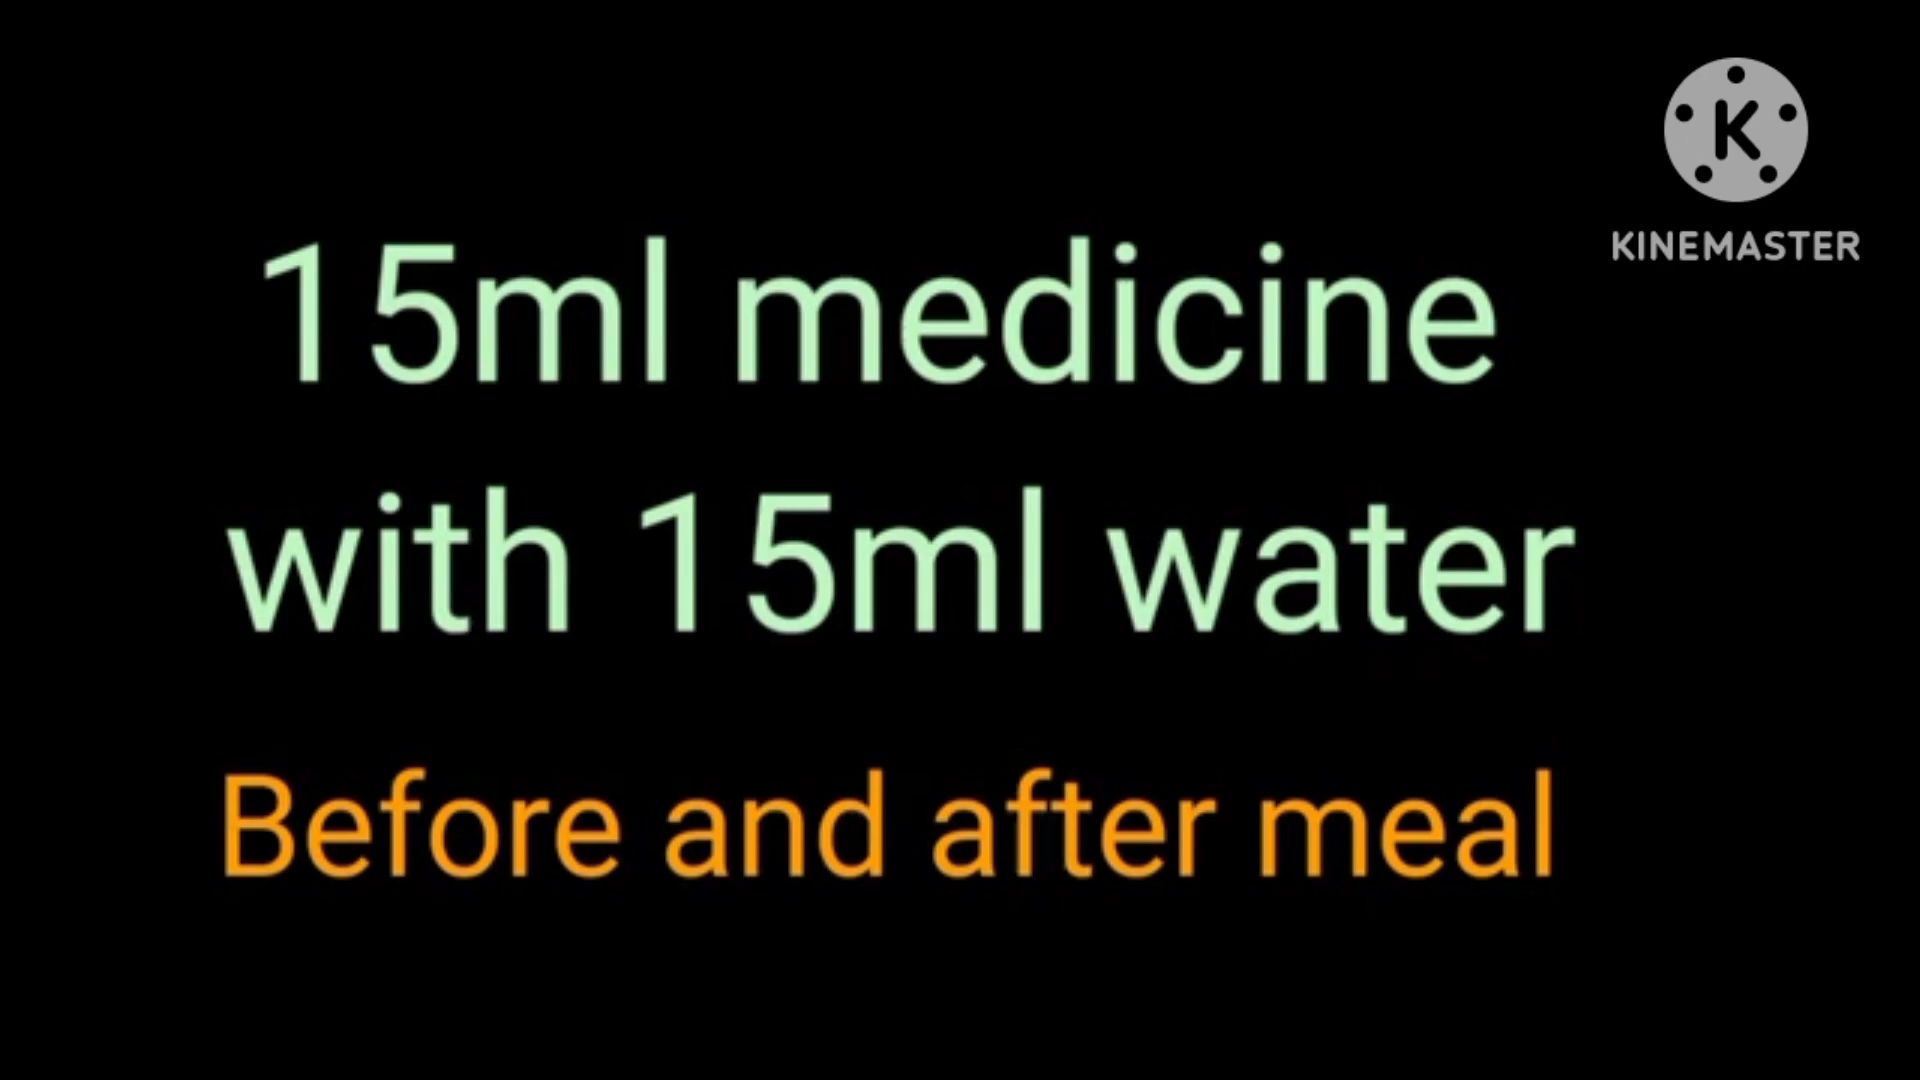 K
KINEMASTER
15ml medicine
with 15ml water
Before and after meal